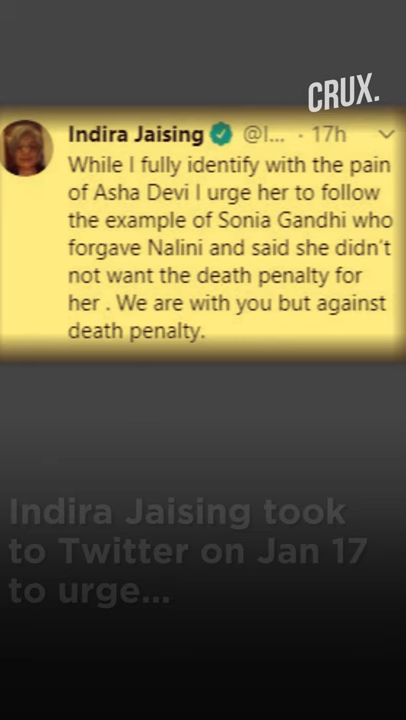 CRUX.
Indira Jaising @I... · 17h
While I fully identify with the pain
of Asha Devi I urge her to follow
the example of Sonia Gandhi who
forgave Nalini and said she didn't
not want the death penalty for
her . We are with you but against
death penalty.
Indira Jaising took
to Twitter on Jan 17
to urge...